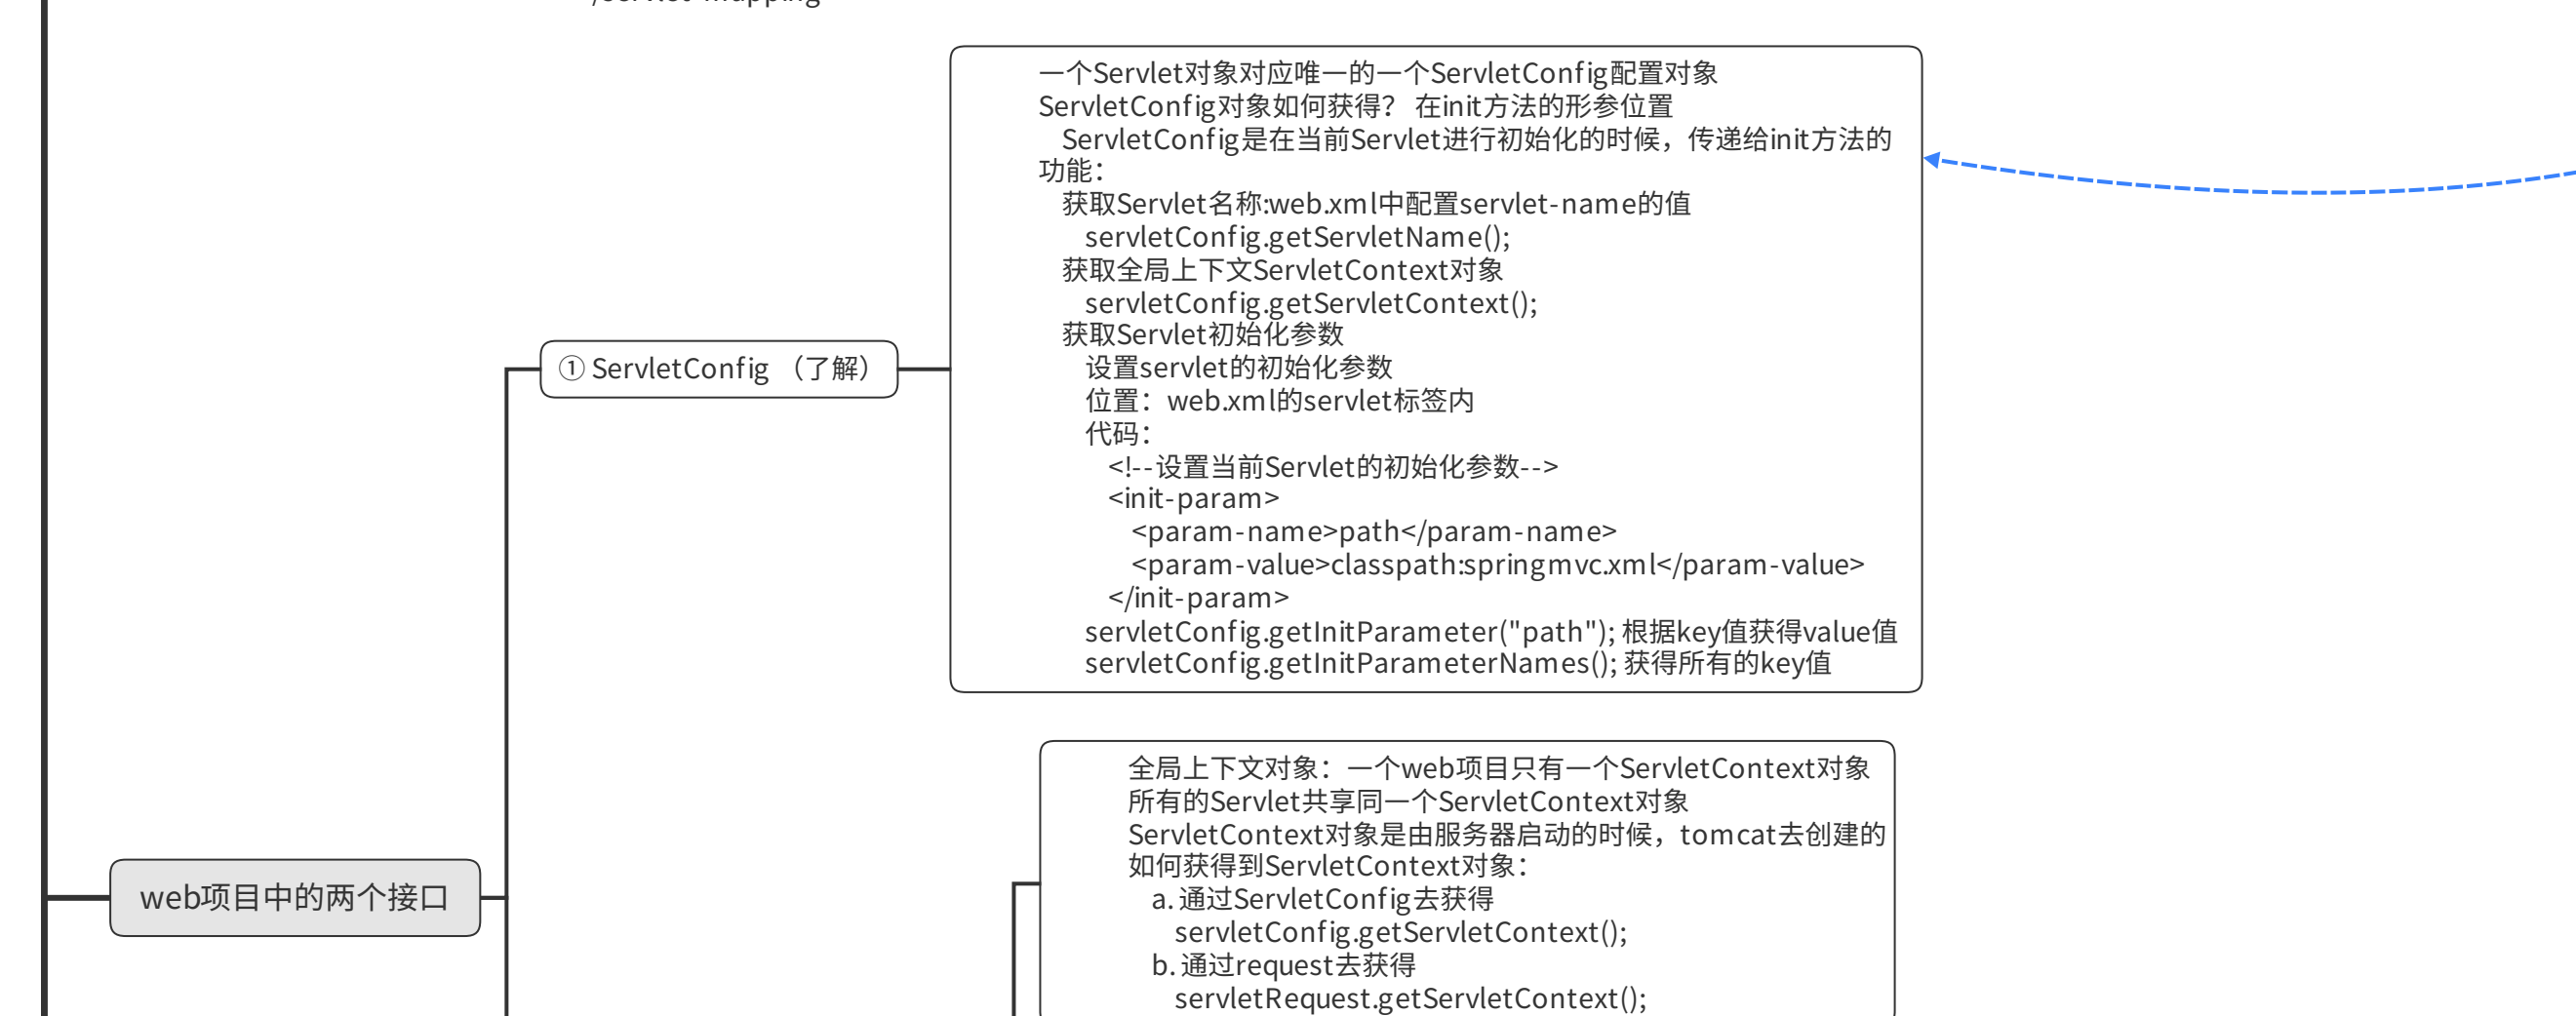 /servlet-mapping
一个Servlet对象对应唯一的一个ServletConfig配置对象
ServletConfig对象如何获得？ 在init方法的形参位置
ServletConfig是在当前Servlet进行初始化的时候，传递给init方法的
功能：
获取Servlet名称:web.xml中配置servlet-name的值
servletConfig.getServletName();
获取全局上下文ServletContext对象
servletConfig.getServletContext();
获取Servlet初始化参数
设置servlet的初始化参数
位置：web.xml的servlet标签内
代码：
<!--设置当前Servlet的初始化参数-->
<init-param>
<param-name>path</param-name>
<param-value>classpath:springmvc.xml</param-value>
</init-param>
servletConfig.getInitParameter("path"); 根据key值获得value值
servletConfig.getInitParameterNames(); 获得所有的key值
① ServletConfig （了解）
全局上下文对象：一个web项目只有一个ServletContext对象
所有的Servlet共享同一个ServletContext对象
ServletContext对象是由服务器启动的时候，tomcat去创建的
如何获得到ServletContext对象：
a. 通过ServletConfig去获得
servletConfig.getServletContext();
b. 通过request去获得
servletRequest.getServletContext();
web项目中的两个接口